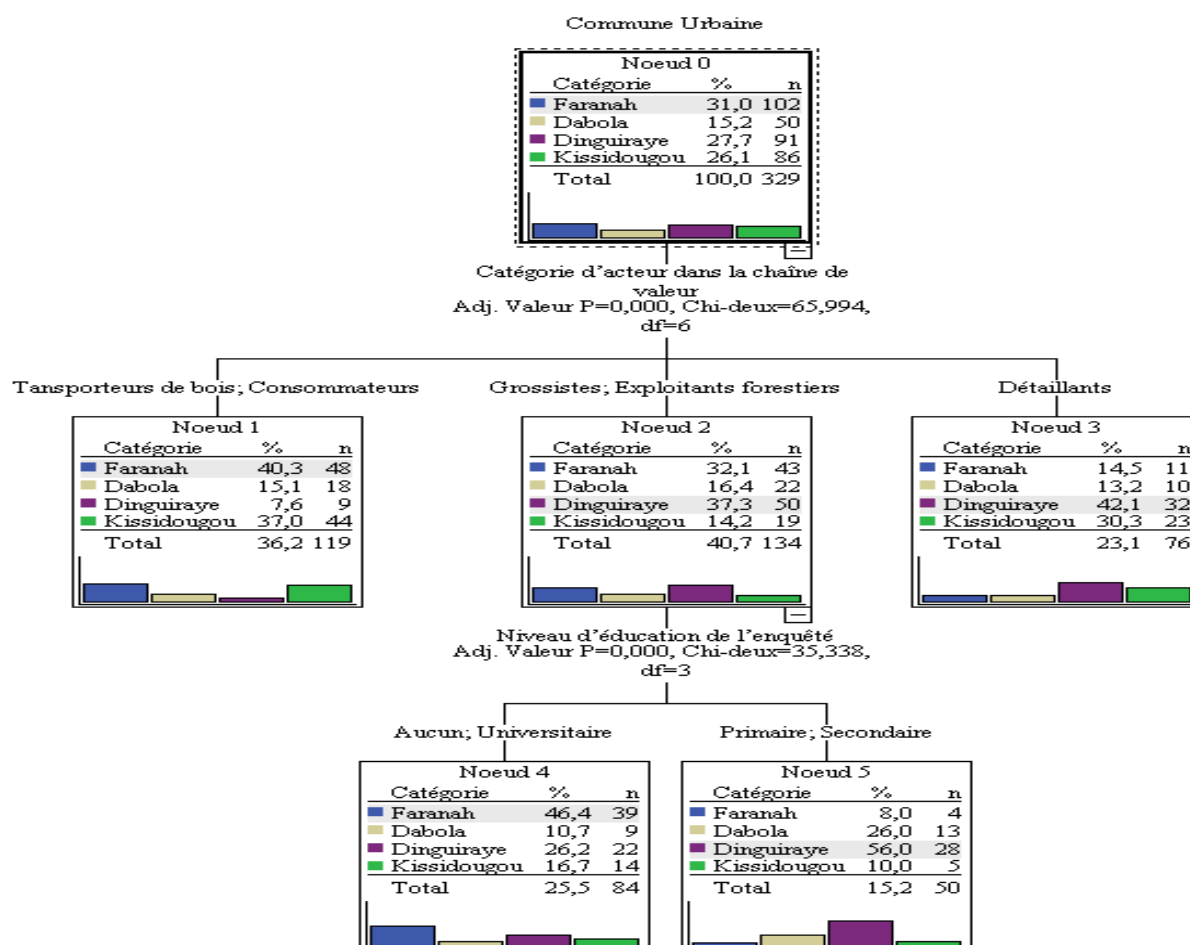 Commune Urbaine
Noeud 0
Catégorie % n
Faranah 31,0 102
Dabola 15,2 50
Dinguiraye 27,7 91
Kissidougou 26,1 86
Total 100,0 329
Catégorie d'acteur dans la chaîne de
valeur
Adj. Valeur P=0,000, Chi-deux=65,994,
df=6
Tansporteurs de bois; Consommateurs
Noeud 1
Catégorie % n
Faranah 40,3 48
Dabola 15,1 18
Dinguiraye 7,6 9
Kissidougou 37,0 44
Total 36,2 119
Grossistes; Exploitants forestiers
Noeud 2
Catégorie % n
Faranah 32,1 43
Dabola 16,4 22
Dinguiraye 37,3 50
Kissidougou 14,2 19
Total 40,7 134
Détaillants
Noeud 3
Catégorie % n
Faranah 14,5 11
Dabola 13,2 10
Dinguiraye 42,1 32
Kissidougou 30,3 23
Total 23,1 76
Niveau d'éducation de l'enquêté
Adj. Valeur P=0,000, Chi-deux=35,338,
df=3
Aucun; Universitaire
Noeud 4
Catégorie % n
Faranah 46,4 39
Dabola 10,7 9
Dinguiraye 26,2 22
Kissidougou 16,7 14
Total 25,5 84
Primaire; Secondaire
Noeud 5
Catégorie % n
Faranah 8,0 4
Dabola 26,0 13
Dinguiraye 56,0 28
Kissidougou 10,0 5
Total 15,2 50